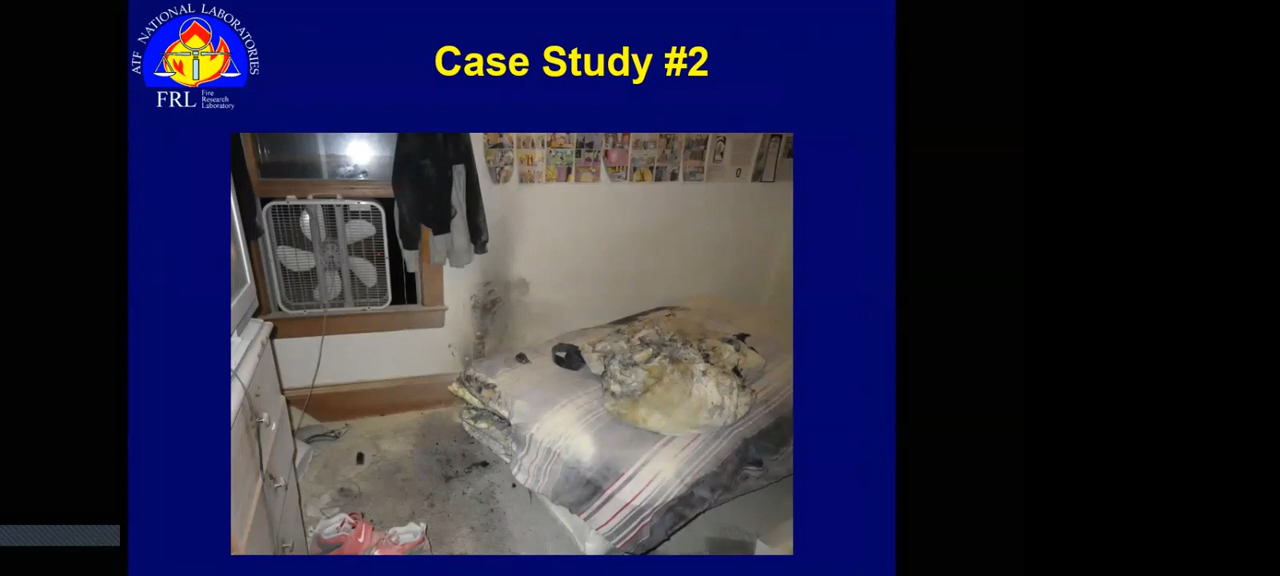 ATF NATIONAL LABORATORIES
FRL
Fire
Research
Laboratory
Case Study #2